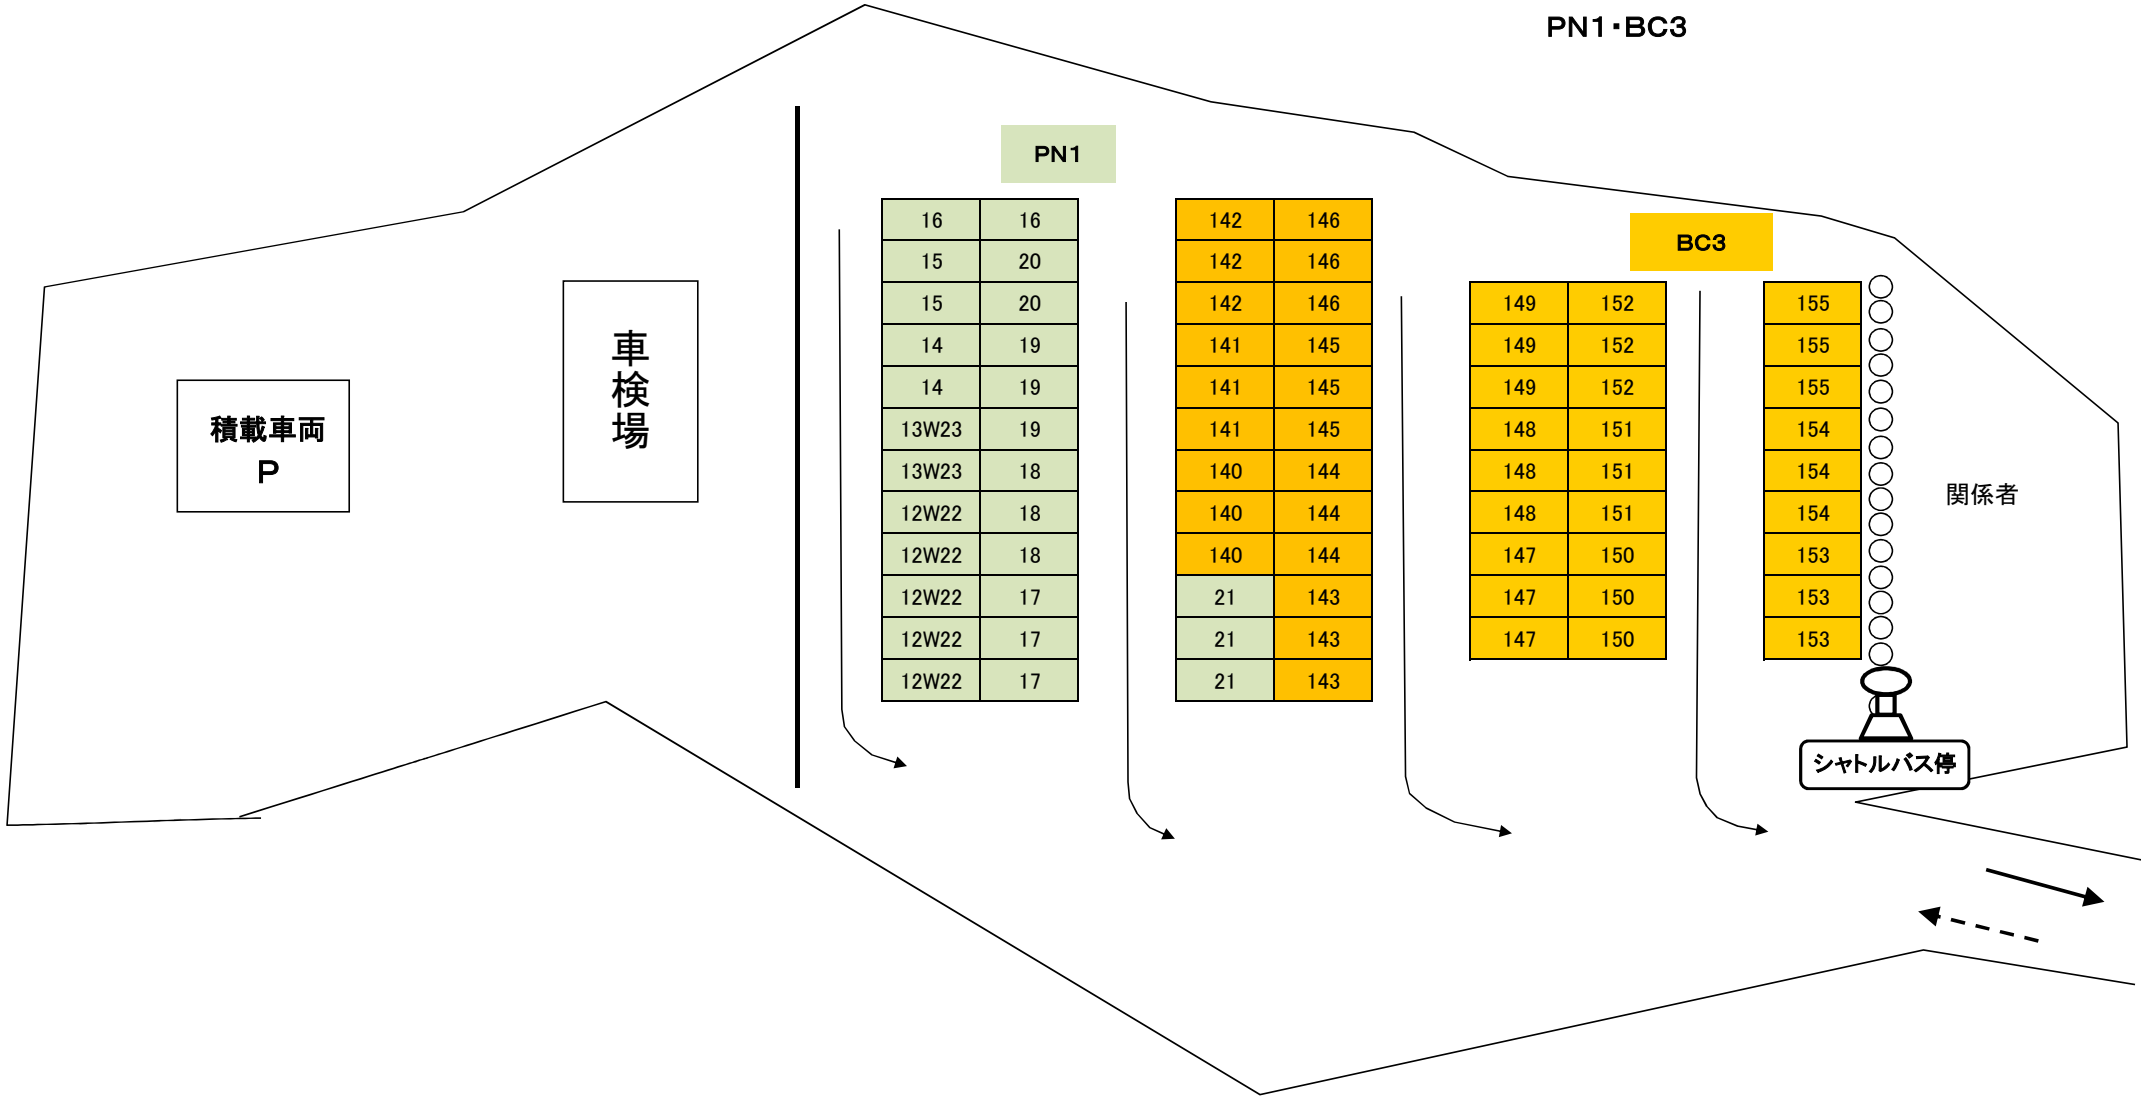 PN1・BC3
PN1
16 16 142 146
BC3
15 20 142 146
15 20 142 146 149 152 155
14 19 141 145 149 152 155
14 19 141 145 149 152 155
13W23 19 141 145 148 151 154
13W23 18 140 144 148 151 154
12W22 18 140 144 148 151 154
12W22 18 140 144 147 150 153
12W22 17 21 143 147 150 153
12W22 17 21 143 147 150 153
12W22 17 21 143
車検場
積載車両
P
関係者
シャトルバス停